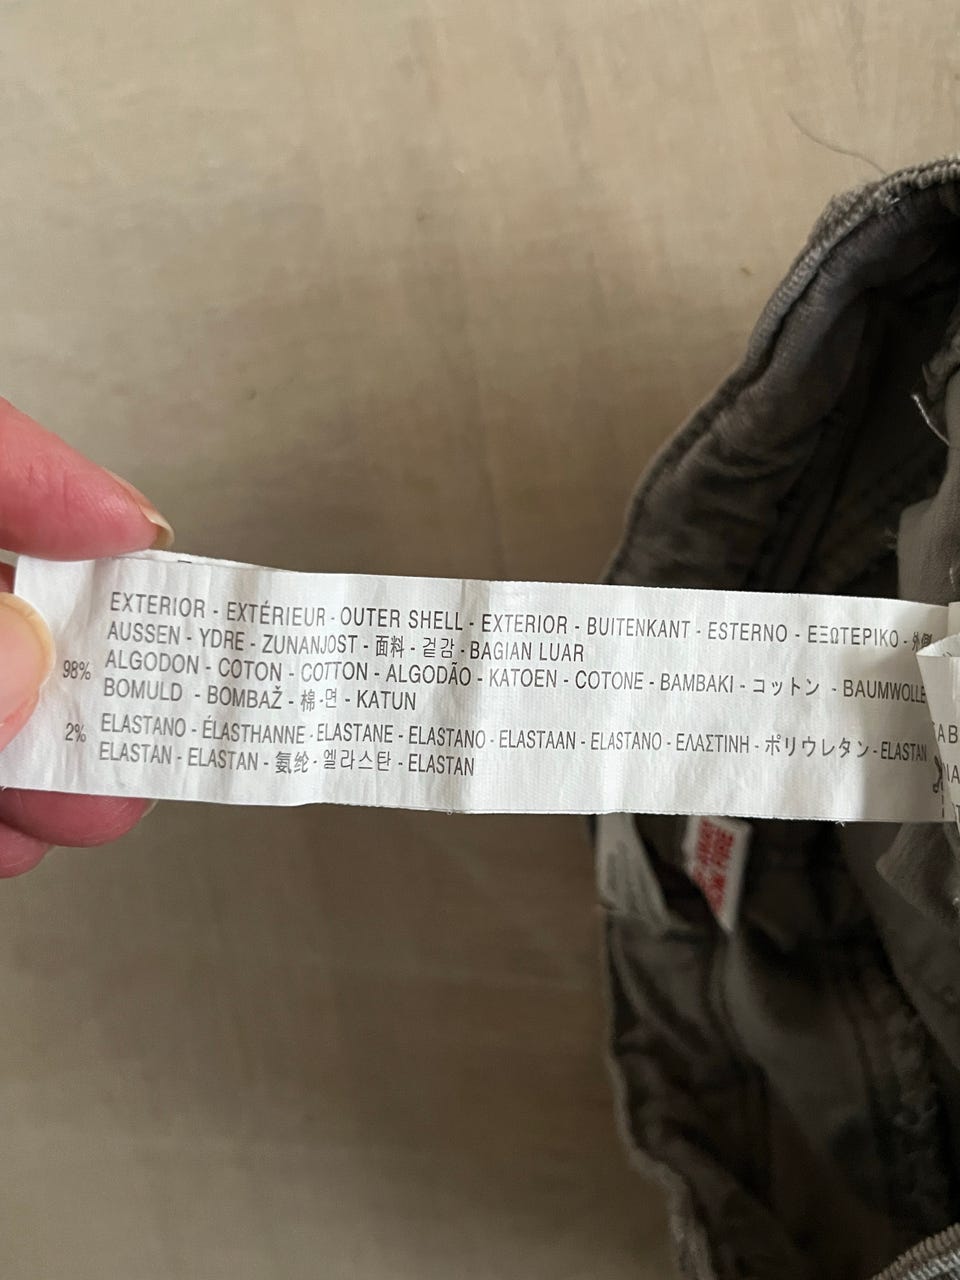 EXTERIOR - EXTÉRIEUR - OUTER SHELL - EXTERIOR - BUITENKANT - ESTERNO - ΕΞΩΤΕΡΙΚΟ - 外側
AUSSEN - YDRE - ZUNANJOST - 面料 - 겉감 - BAGIAN LUAR
98% ALGODON - COTON - COTTON - ALGODÃO - KATOEN - COTONE - BAMBAKI - コットン - BAUMWOLLE
BOMULD - BOMBAŽ - 棉 - 면 - KATUN
2% ELASTANO - ÉLASTHANNE - ELASTANE - ELASTANO - ELASTAAN - ELASTANO - ΕΛΑΣΤΙΝΗ - ポリウレタン - ELASTAN
ELASTAN - ELASTAN - 氨纶 - 엘라스탄 - ELASTAN